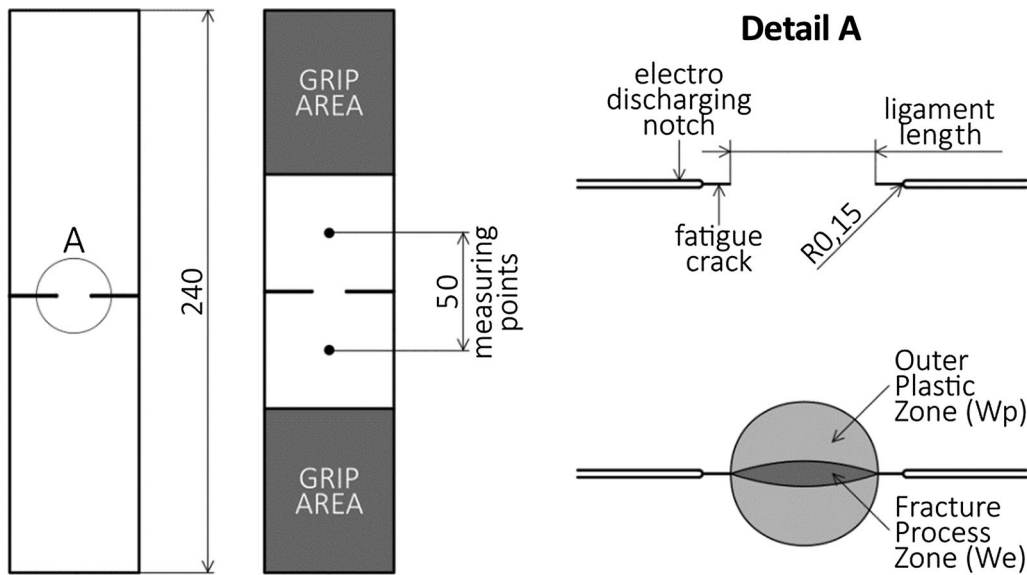 A
240
GRIP
AREA
50
measuring
points
GRIP
AREA
Detail A
electro
discharging
notch
ligament
length
fatigue
crack
R0,15
Outer
Plastic
Zone (Wp)
Fracture
Process
Zone (We)